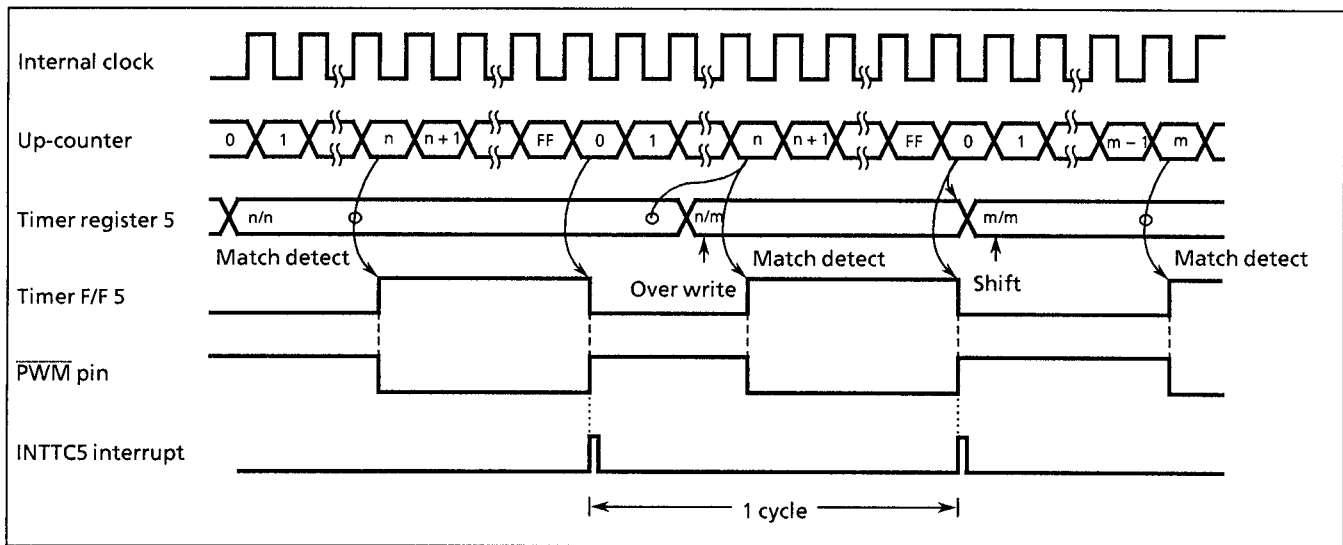 Internal clock
Up-counter 0 1 n n+1 FF 0 1 n n+1 FF 0 1 m-1 m
Timer register 5 n/n n/m m/m
Match detect Match detect Match detect
Over write Shift
Timer F/F 5
PWM pin
INTTC5 interrupt
1 cycle